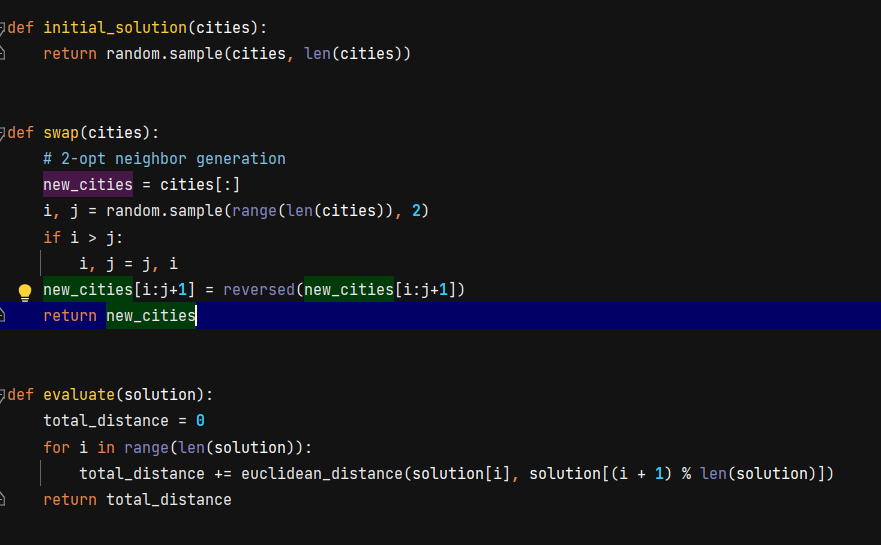 def initial_solution(cities):
    return random.sample(cities, len(cities))
def swap(cities):
    # 2-opt neighbor generation
    new_cities = cities[:]
    i, j = random.sample(range(len(cities)), 2)
    if i > j:
        i, j = j, i
    new_cities[i:j+1] = reversed(new_cities[i:j+1])
    return new_cities
def evaluate(solution):
    total_distance = 0
    for i in range(len(solution)):
        total_distance += euclidean_distance(solution[i], solution[(i + 1) % len(solution)])
    return total_distance